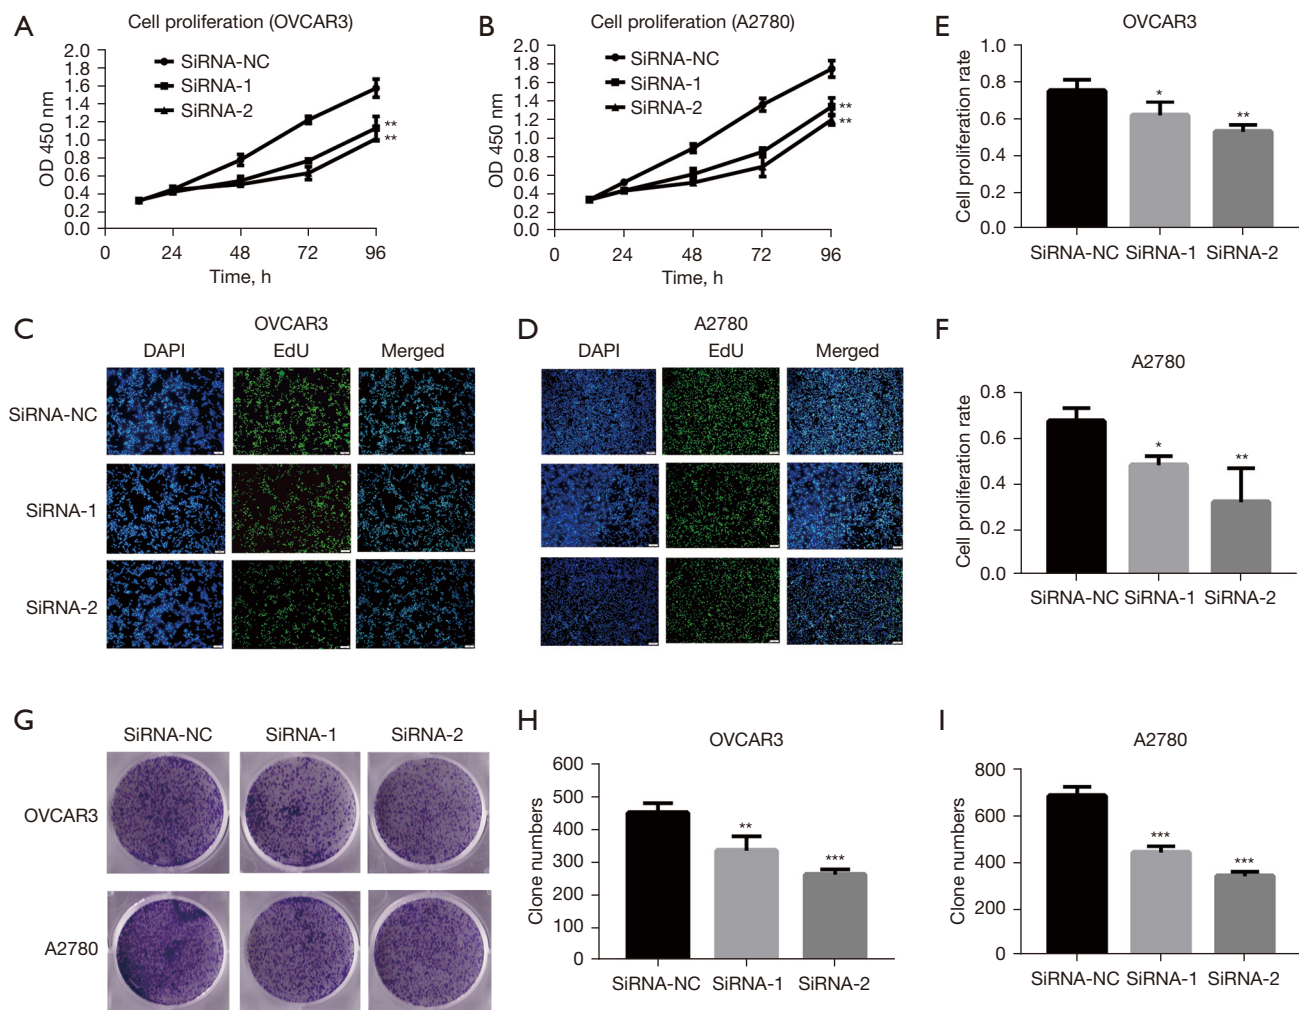 A
Cell proliferation (OVCAR3)
2.0
1.8
1.6
1.4
1.2
1.0
0.8
0.6
0.4
0.2
0.0
OD 450 nm
SiRNA-NC
SiRNA-1
SiRNA-2
**
**
0 24 48 72 96
Time, h
B
Cell proliferation (A2780)
2.0
1.8
1.6
1.4
1.2
1.0
0.8
0.6
0.4
0.2
0.0
OD 450 nm
SiRNA-NC
SiRNA-1
SiRNA-2
**
**
0 24 48 72 96
Time, h
E
OVCAR3
1.0
0.8
0.6
0.4
0.2
0.0
Cell proliferation rate
*
**
SiRNA-NC SiRNA-1 SiRNA-2
C
OVCAR3
DAPI EdU Merged
SiRNA-NC
SiRNA-1
SiRNA-2
D
A2780
DAPI EdU Merged
F
A2780
0.8
0.6
0.4
0.2
0.0
Cell proliferation rate
*
**
SiRNA-NC SiRNA-1 SiRNA-2
G
SiRNA-NC SiRNA-1 SiRNA-2
OVCAR3
A2780
H
OVCAR3
600
500
400
300
200
100
0
Clone numbers
**
***
SiRNA-NC SiRNA-1 SiRNA-2
I
A2780
800
600
400
200
0
Clone numbers
***
***
SiRNA-NC SiRNA-1 SiRNA-2